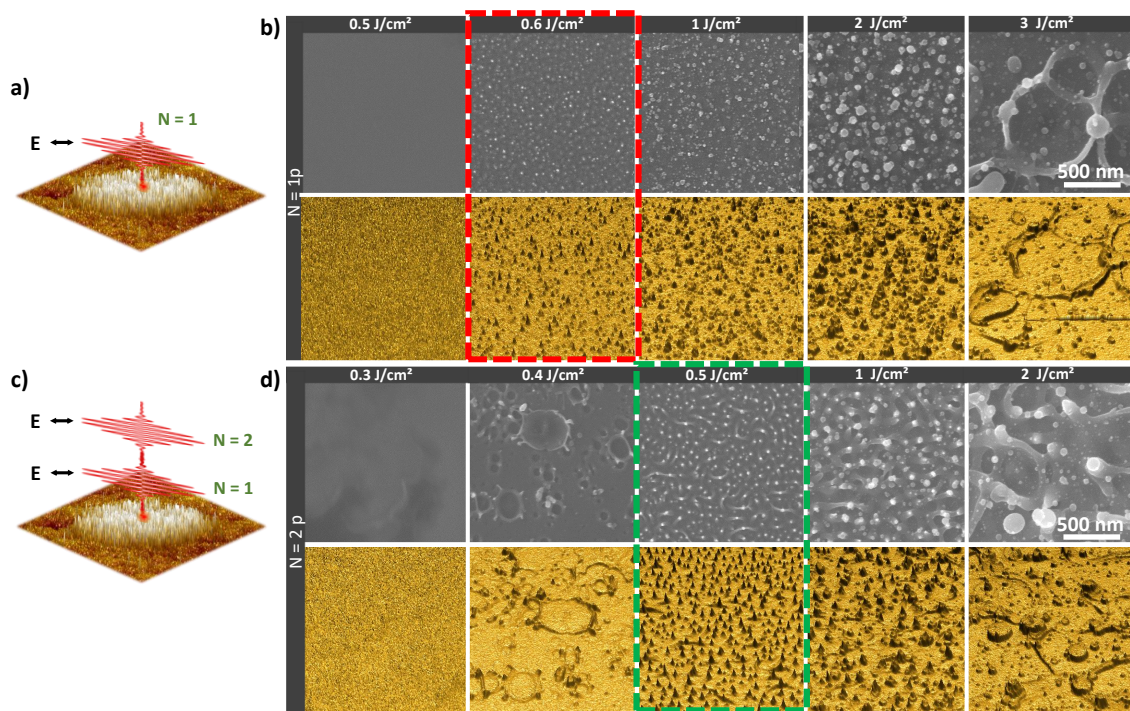 a)
N = 1
E
b)
0.5 J/cm²
0.6 J/cm²
1 J/cm²
2 J/cm²
3 J/cm²
N = 1p
500 nm
c)
E
N = 2
E
N = 1
d)
0.3 J/cm²
0.4 J/cm²
0.5 J/cm²
1 J/cm²
2 J/cm²
N = 2 p
500 nm